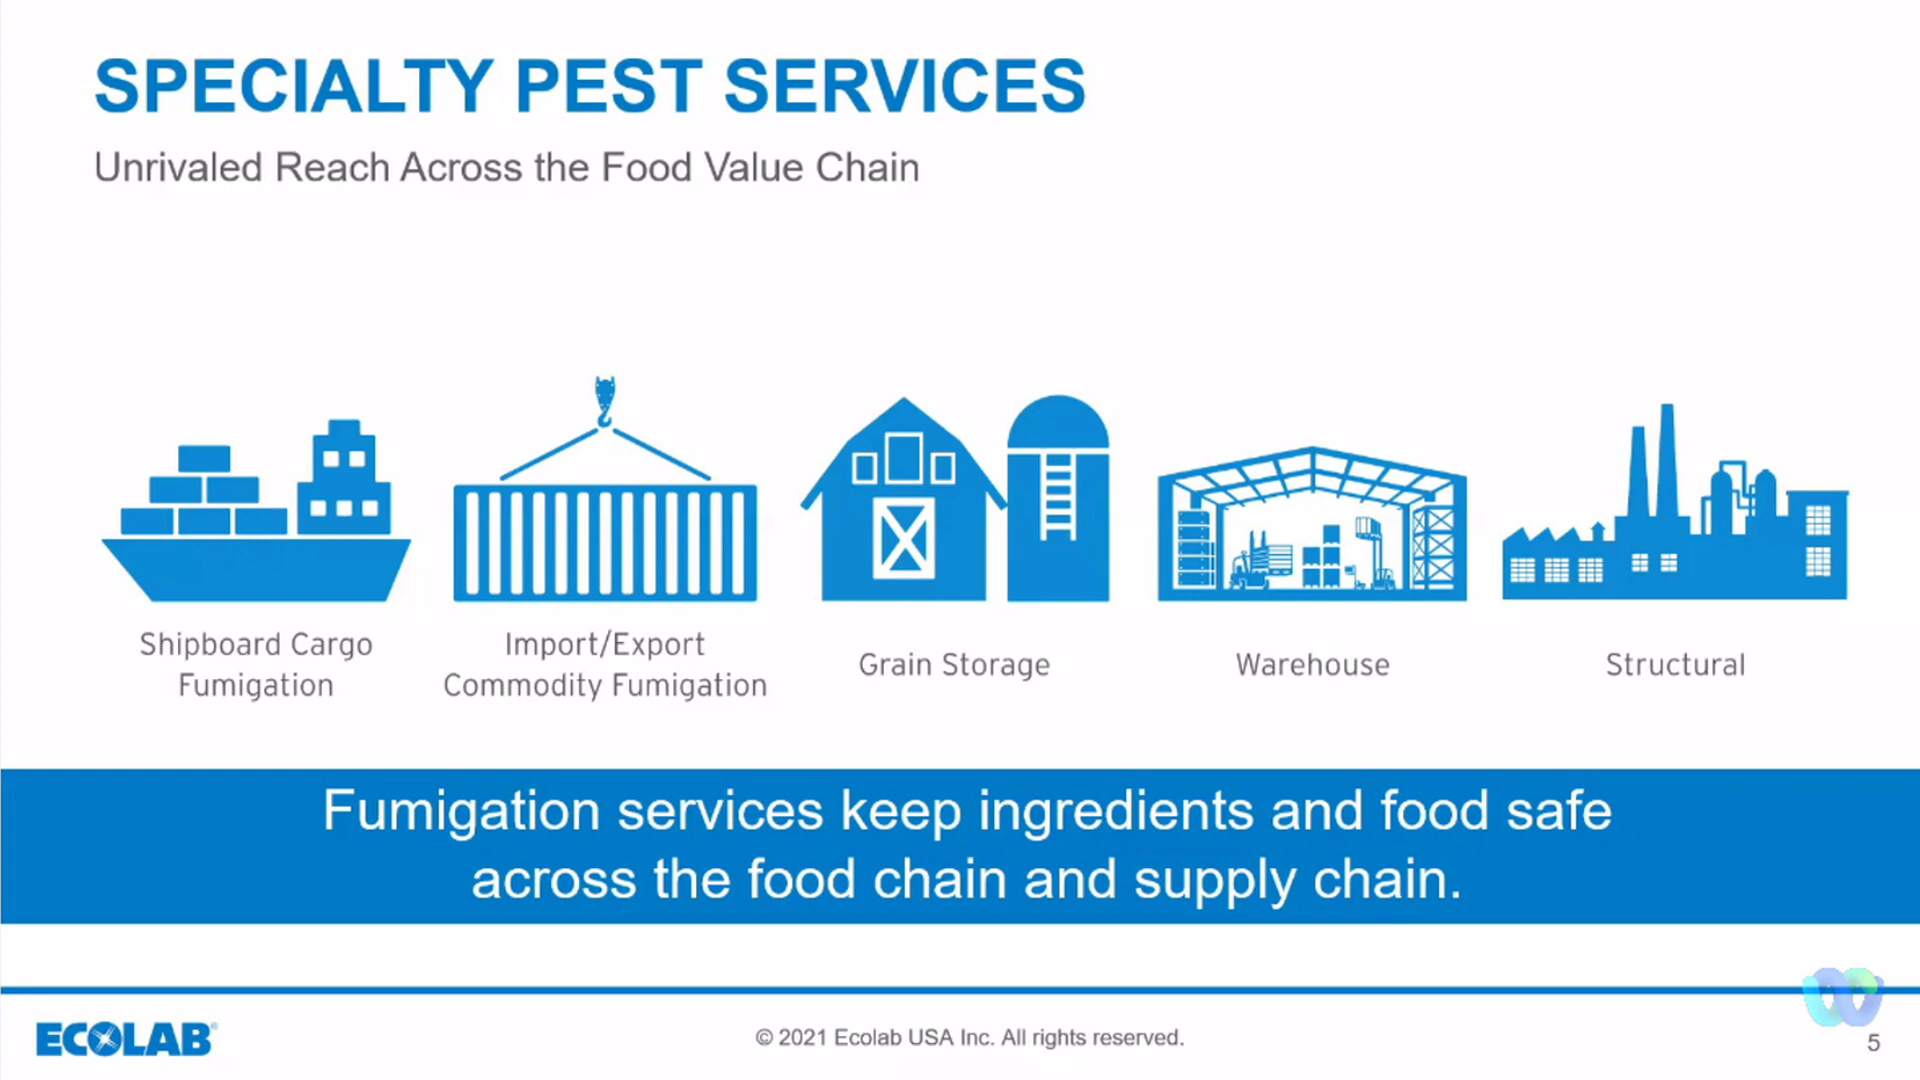 SPECIALTY PEST SERVICES
Unrivaled Reach Across the Food Value Chain
Shipboard Cargo
Fumigation
Import/Export
Commodity Fumigation
Grain Storage
Warehouse
Structural
Fumigation services keep ingredients and food safe
across the food chain and supply chain.
ECOLAB®
© 2021 Ecolab USA Inc. All rights reserved.
5